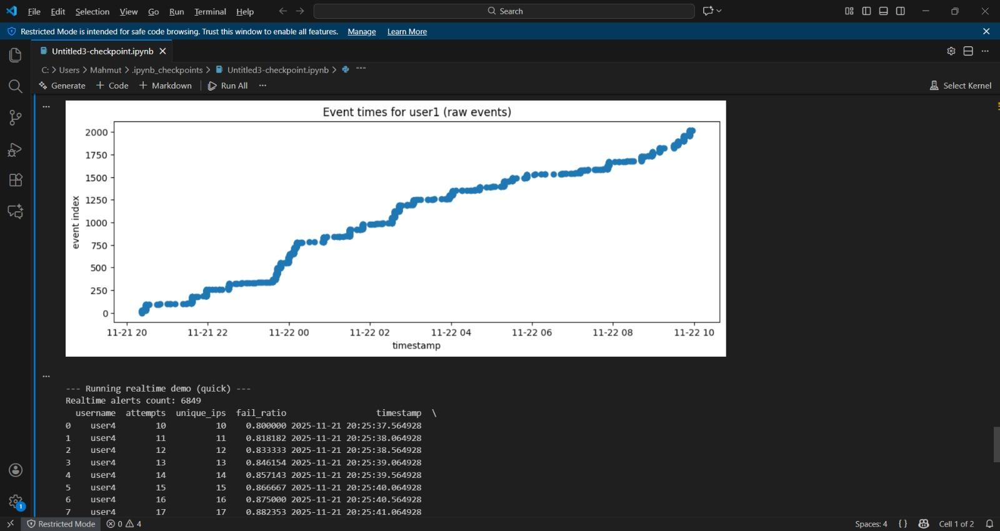 File Edit Selection View Go Run Terminal Help Search
Restricted Mode is intended for safe code browsing. Trust this window to enable all features. Manage Learn More
Untitled3-checkpoint.ipynb
C: > Users > Mahmut > .ipynb_checkpoints > Untitled3-checkpoint.ipynb > """
Generate + Code + Markdown Run All ... Select Kernel
Event times for user1 (raw events)
2000
1750
1500
1250
1000
750
500
250
0
event index
11-21 20 11-21 22 11-22 00 11-22 02 11-22 04 11-22 06 11-22 08 11-22 10
timestamp
--- Running realtime demo (quick) ---
Realtime alerts count: 6849
username attempts unique_ips fail_ratio timestamp \
0 user4 10 10 0.800000 2025-11-21 20:25:37.564928
1 user4 11 11 0.818182 2025-11-21 20:25:38.064928
2 user4 12 12 0.833333 2025-11-21 20:25:38.564928
3 user4 13 13 0.846154 2025-11-21 20:25:39.064928
4 user4 14 14 0.857143 2025-11-21 20:25:39.564928
5 user4 15 15 0.866667 2025-11-21 20:25:40.064928
6 user4 16 16 0.875000 2025-11-21 20:25:40.564928
7 user4 17 17 0.882353 2025-11-21 20:25:41.064928
1
Restricted Mode 0 4 Spaces: 4 {} Cell 1 of 2